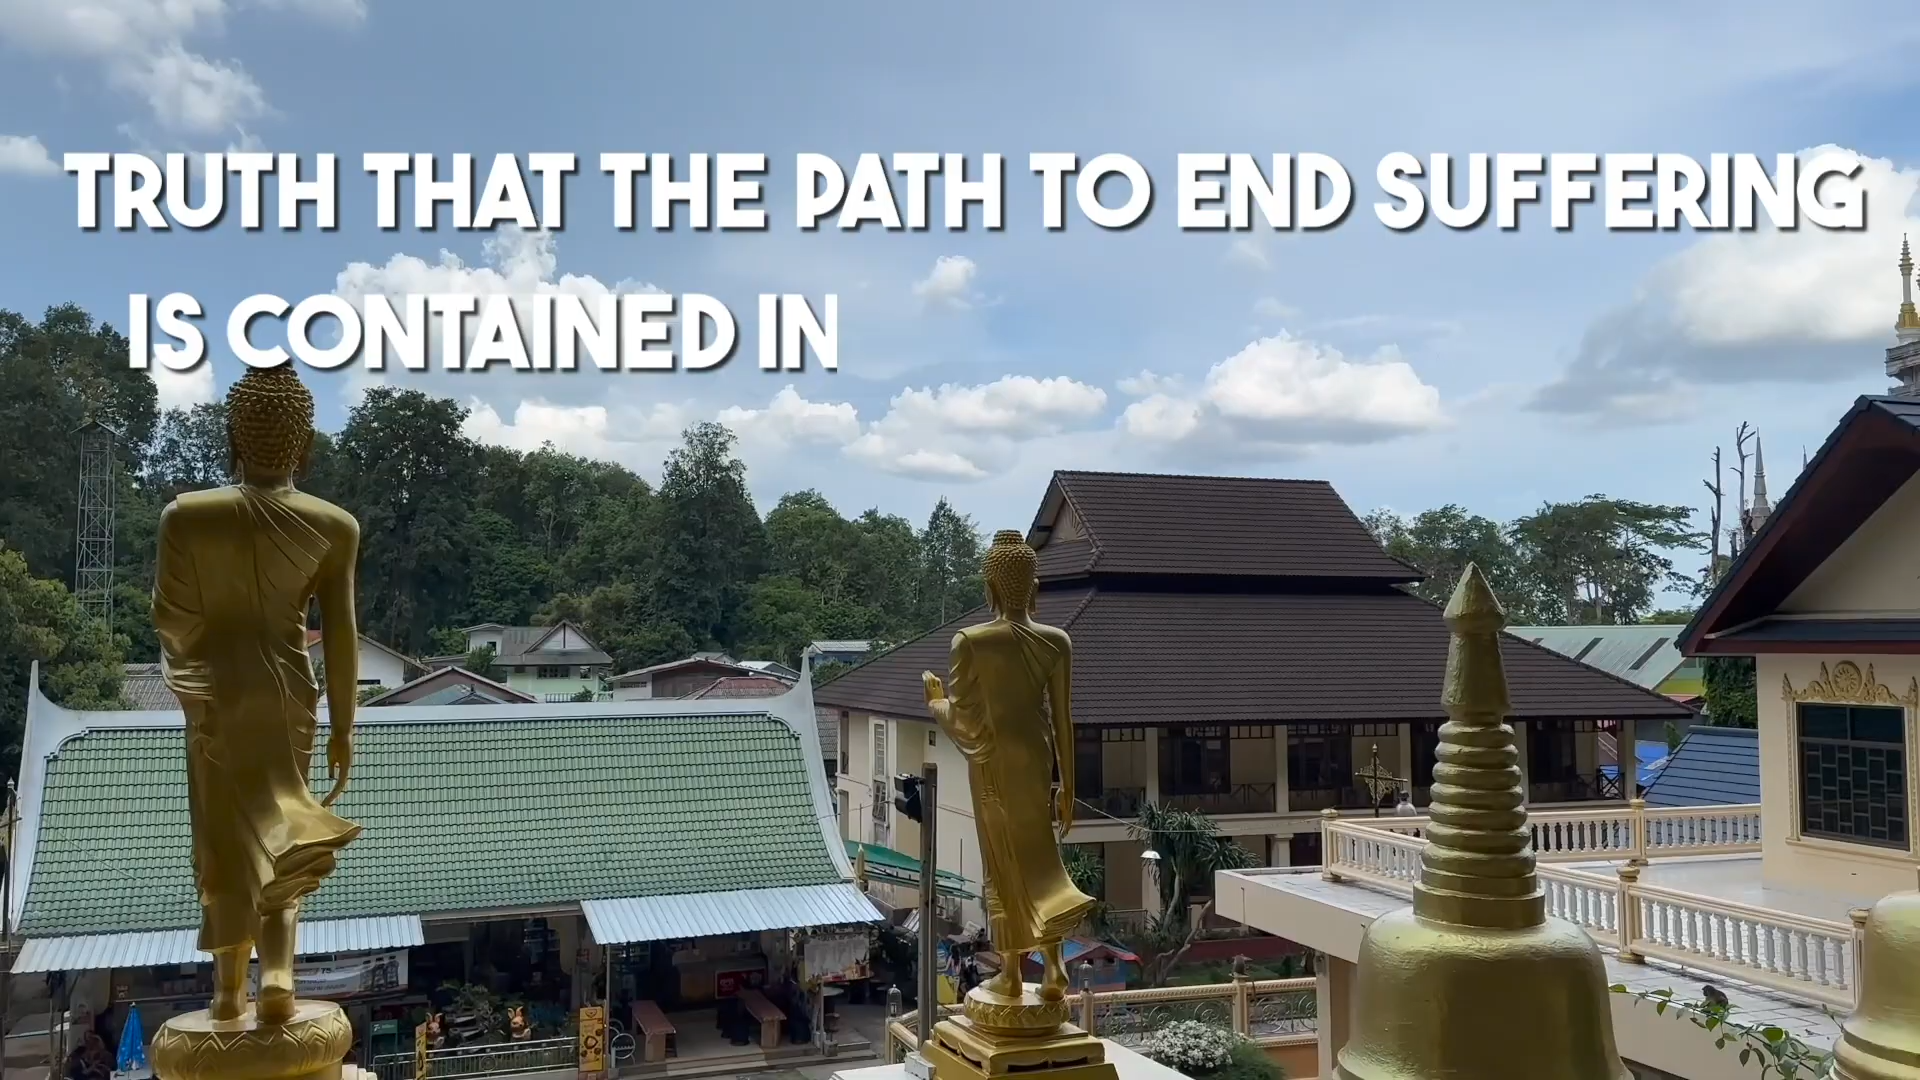 TRUTH THAT THE PATH TO END SUFFERING
IS CONTAINED IN